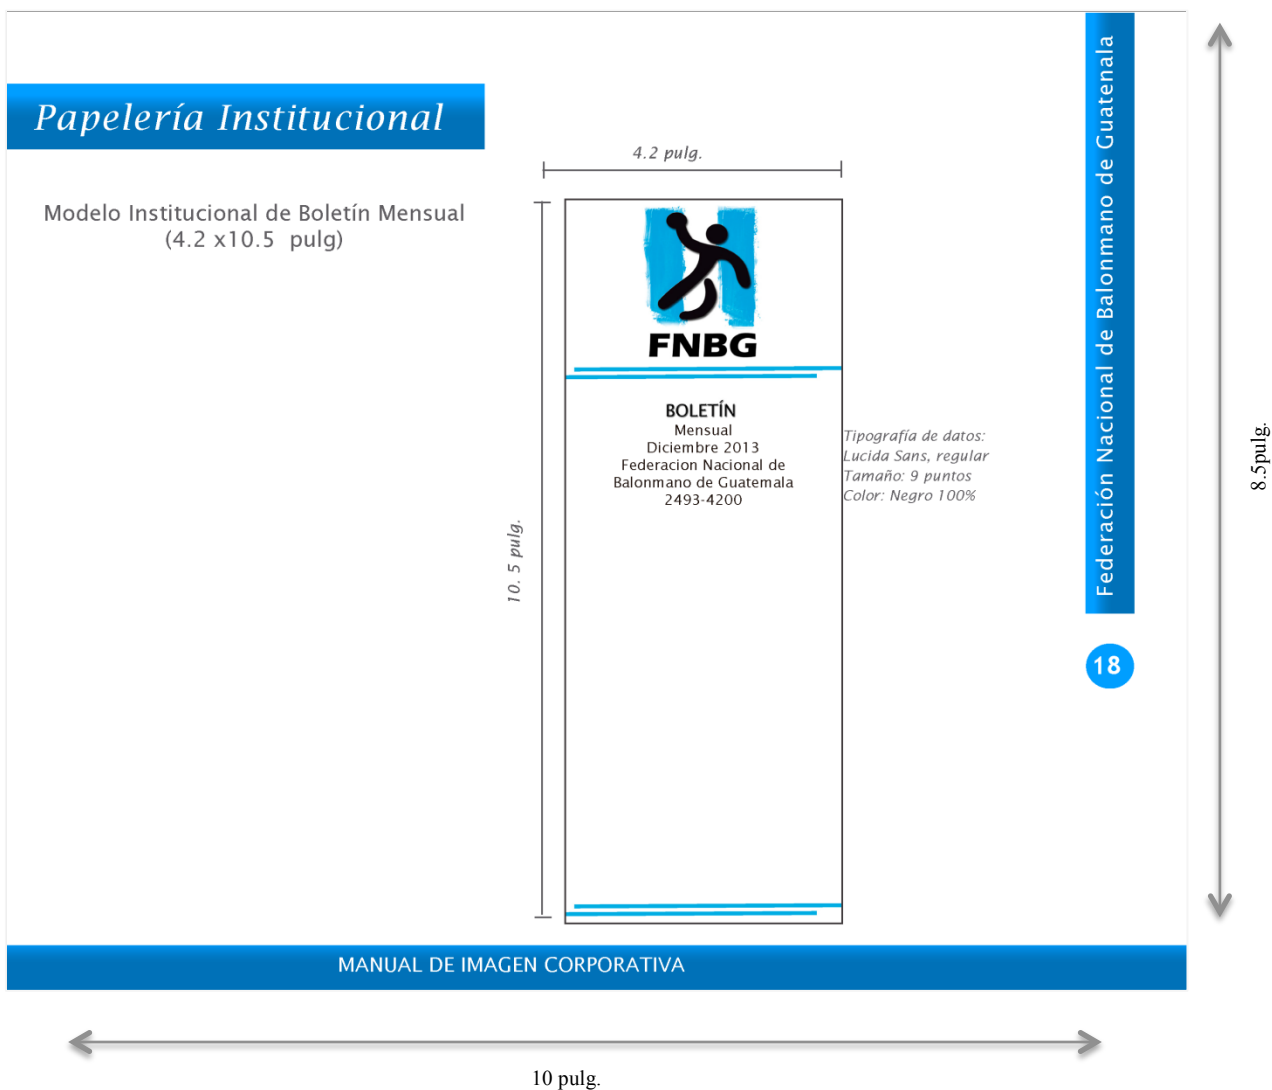 Papelería Institucional
Modelo Institucional de Boletín Mensual
(4.2 x10.5  pulg)
4.2 pulg.
10. 5 pulg.
FNBG
BOLETÍN
Mensual
Diciembre 2013
Federacion Nacional de
Balonmano de Guatemala
2493-4200
Tipografía de datos:
Lucida Sans, regular
Tamaño: 9 puntos
Color: Negro 100%
Federación Nacional de Balonmano de Guatenala
18
8.5pulg.
MANUAL DE IMAGEN CORPORATIVA
10 pulg.